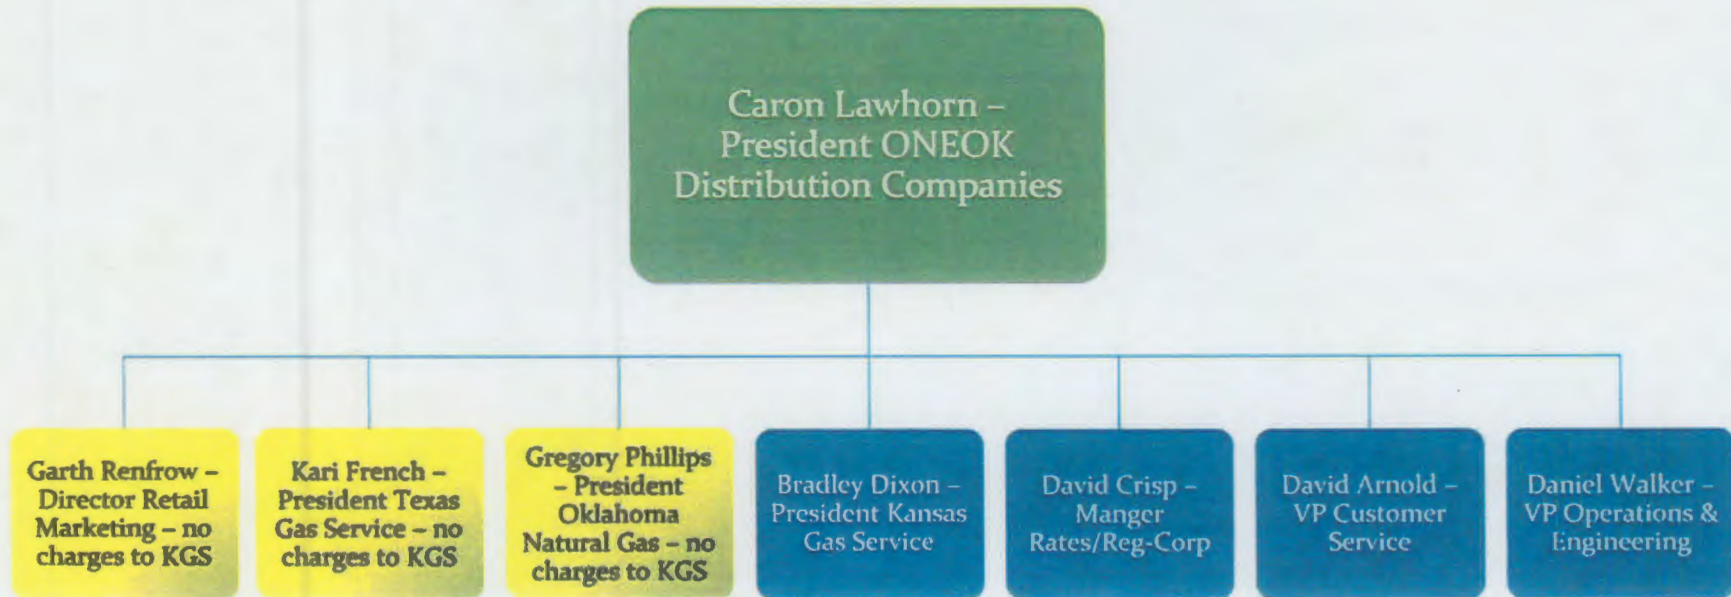 Caron Lawhorn –
President ONEOK
Distribution Companies
Garth Renfrow –
Director Retail
Marketing – no
charges to KGS
Kari French –
President Texas
Gas Service – no
charges to KGS
Gregory Phillips
– President
Oklahoma
Natural Gas – no
charges to KGS
Bradley Dixon –
President Kansas
Gas Service
David Crisp –
Manger
Rates/Reg-Corp
David Arnold –
VP Customer
Service
Daniel Walker –
VP Operations &
Engineering